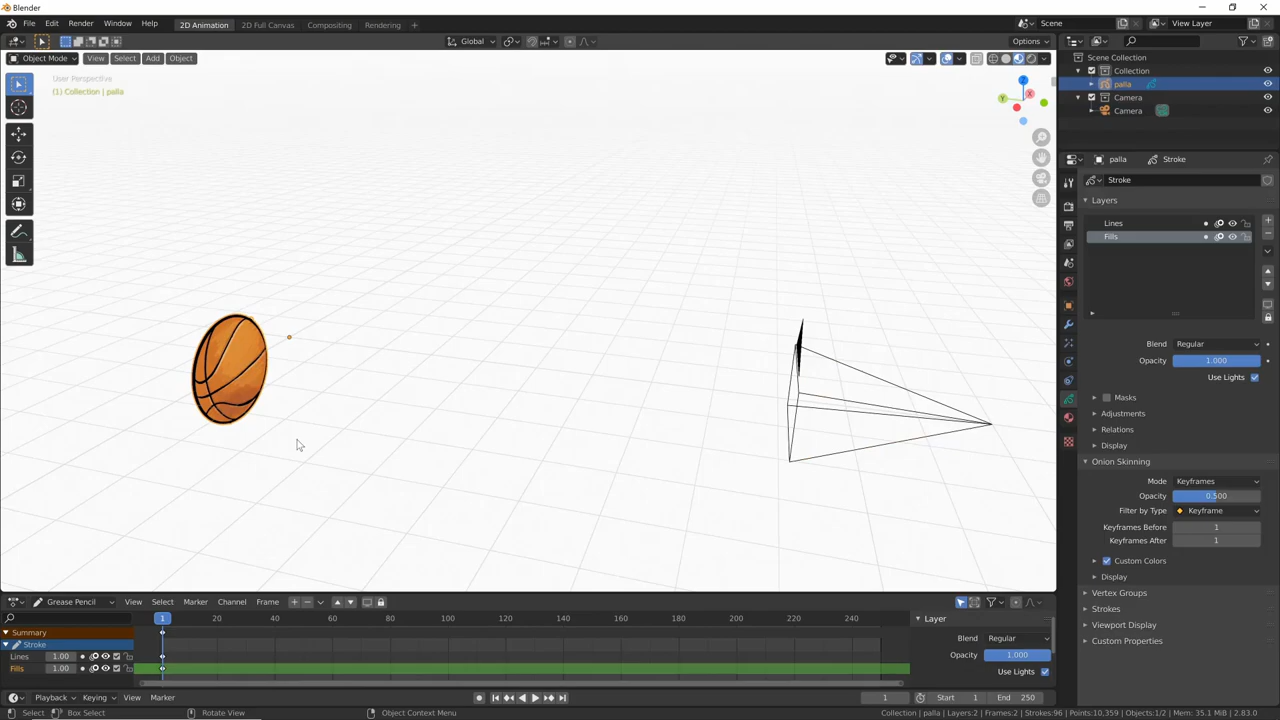 Blender
File Edit Render Window Help 2D Animation 2D Full Canvas Compositing Rendering Scene View Layer
Global Options
Object Mode View Select Add Object
User Perspective
(1) Collection | palla
Z
Y X
Scene Collection
Collection
palla
Camera
Camera
palla Stroke
Stroke
Layers
Lines
Fills
Blend Regular
Opacity 1.000
Use Lights
Masks
Adjustments
Relations
Display
Onion Skinning
Mode Keyframes
Opacity 0.500
Filter by Type Keyframe
Keyframes Before 1
Keyframes After 1
Custom Colors
Display
Vertex Groups
Strokes
Viewport Display
Custom Properties
Grease Pencil View Select Marker Channel Frame
1 20 40 60 80 100 120 140 160 180 200 220 240
Summary
Stroke
Lines 1.00
Fills 1.00
Layer
Blend Regular
Opacity 1.000
Use Lights
Playback Keying View Marker 1 Start 1 End 250
Select Box Select Rotate View Object Context Menu Collection | palla | Layers:2 | Frames:2 | Strokes:96 | Points:10,359 | Objects:1/2 | Mem: 35.1 MiB | 2.83.0